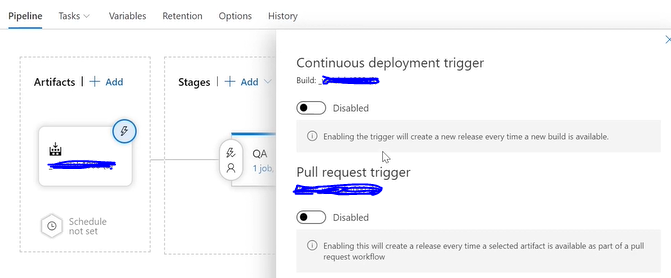 Pipeline Tasks Variables Retention Options History
Artifacts | + Add
Stages | + Add
QA
1 job,
Schedule
not set
Continuous deployment trigger
Build:
Disabled
Enabling the trigger will create a new release every time a new build is available.
Pull request trigger
Disabled
Enabling this will create a release every time a selected artifact is available as part of a pull
request workflow